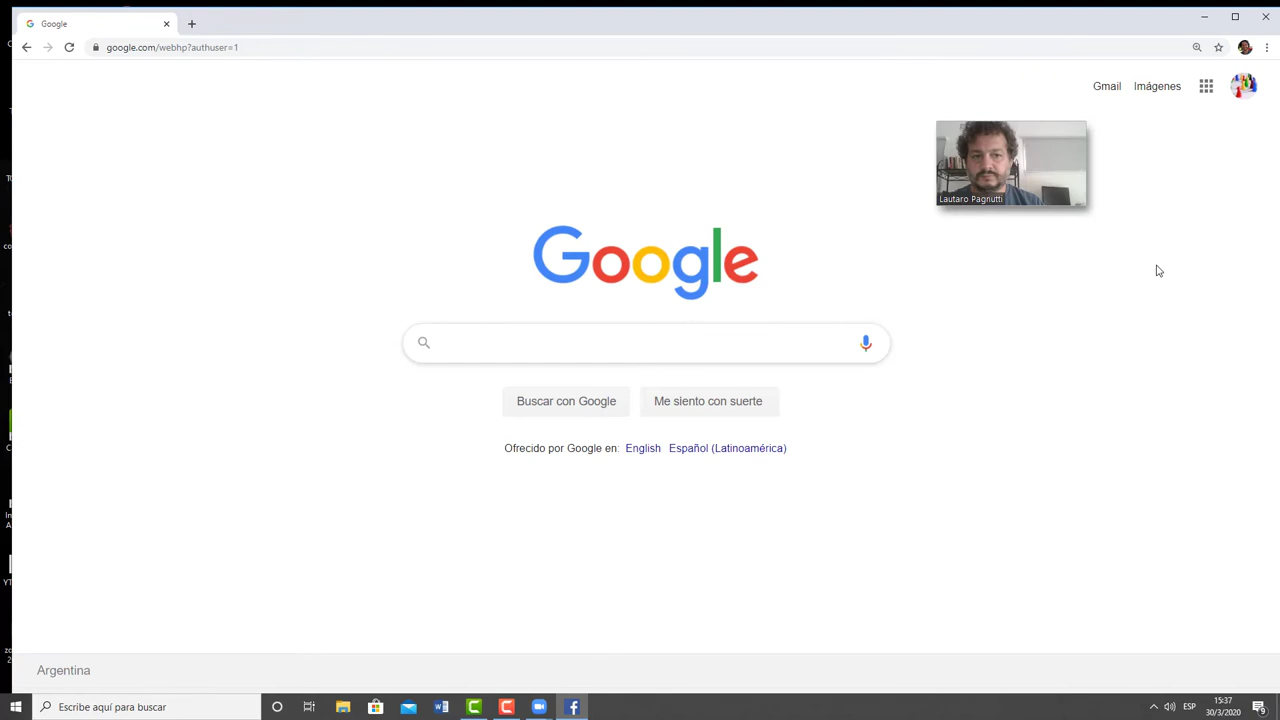 Google
google.com/webhp?authuser=1
Gmail Imágenes
Lautaro Pagnutti
Google
Buscar con Google Me siento con suerte
Ofrecido por Google en: English Español (Latinoamérica)
Argentina
Escribe aquí para buscar
ESP
15:37
30/3/2020